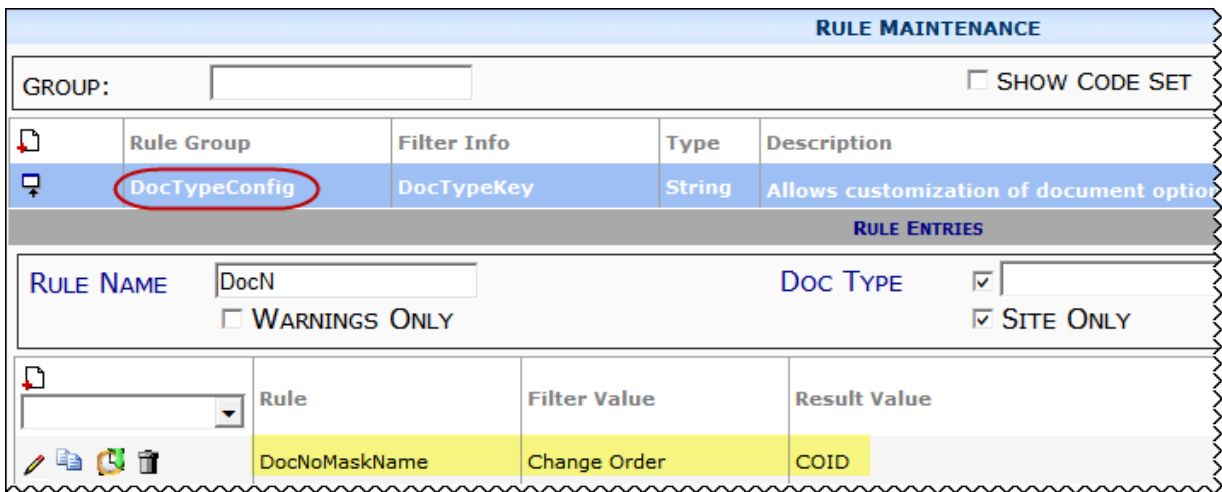 RULE MAINTENANCE
GROUP: SHOW CODE SET
Rule Group Filter Info Type Description
DocTypeConfig DocTypeKey String Allows customization of document option
RULE ENTRIES
RULE NAME DocN DOC TYPE
WARNINGS ONLY SITE ONLY
Rule Filter Value Result Value
DocNoMaskName Change Order COID